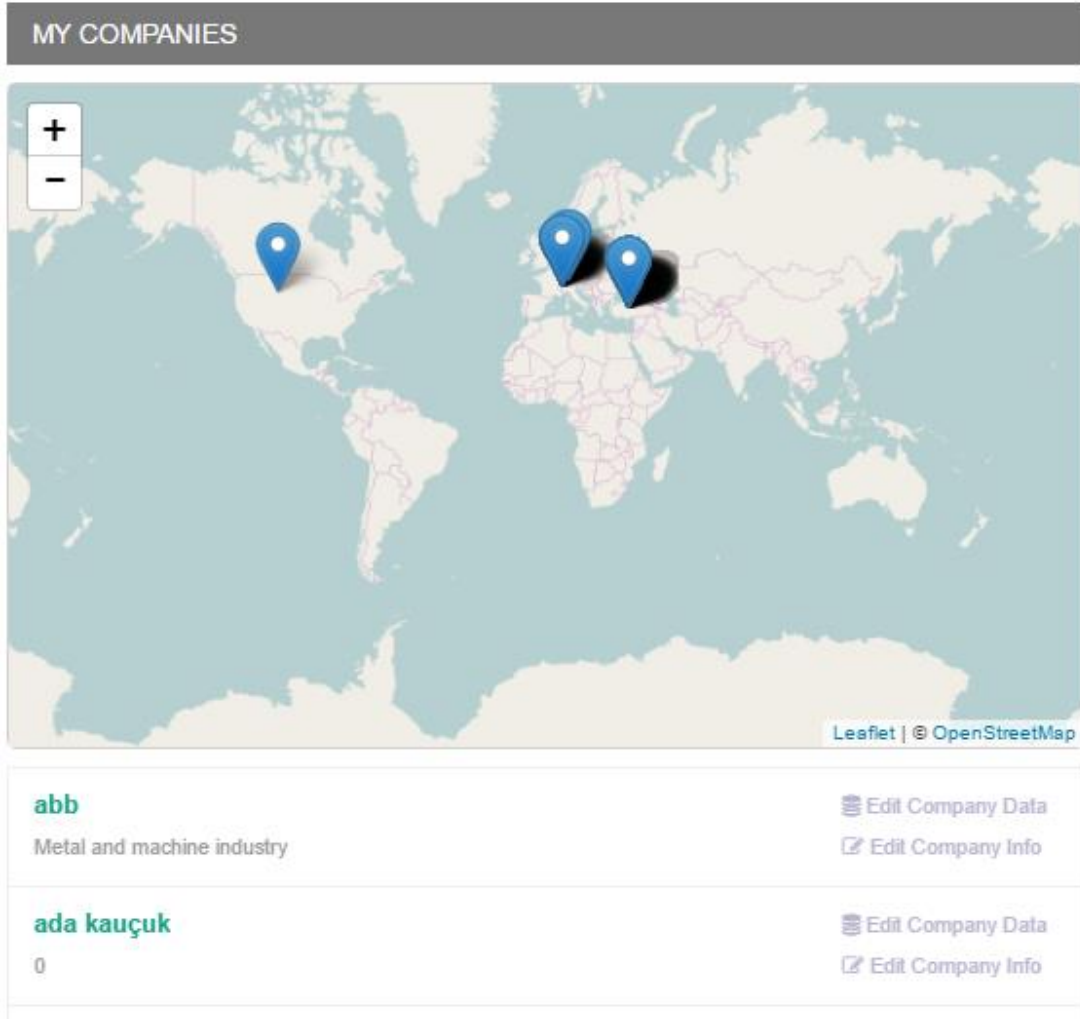 MY COMPANIES
+
−
Leaflet | © OpenStreetMap
abb
Edit Company Data
Metal and machine industry
Edit Company Info
ada kauçuk
Edit Company Data
0
Edit Company Info